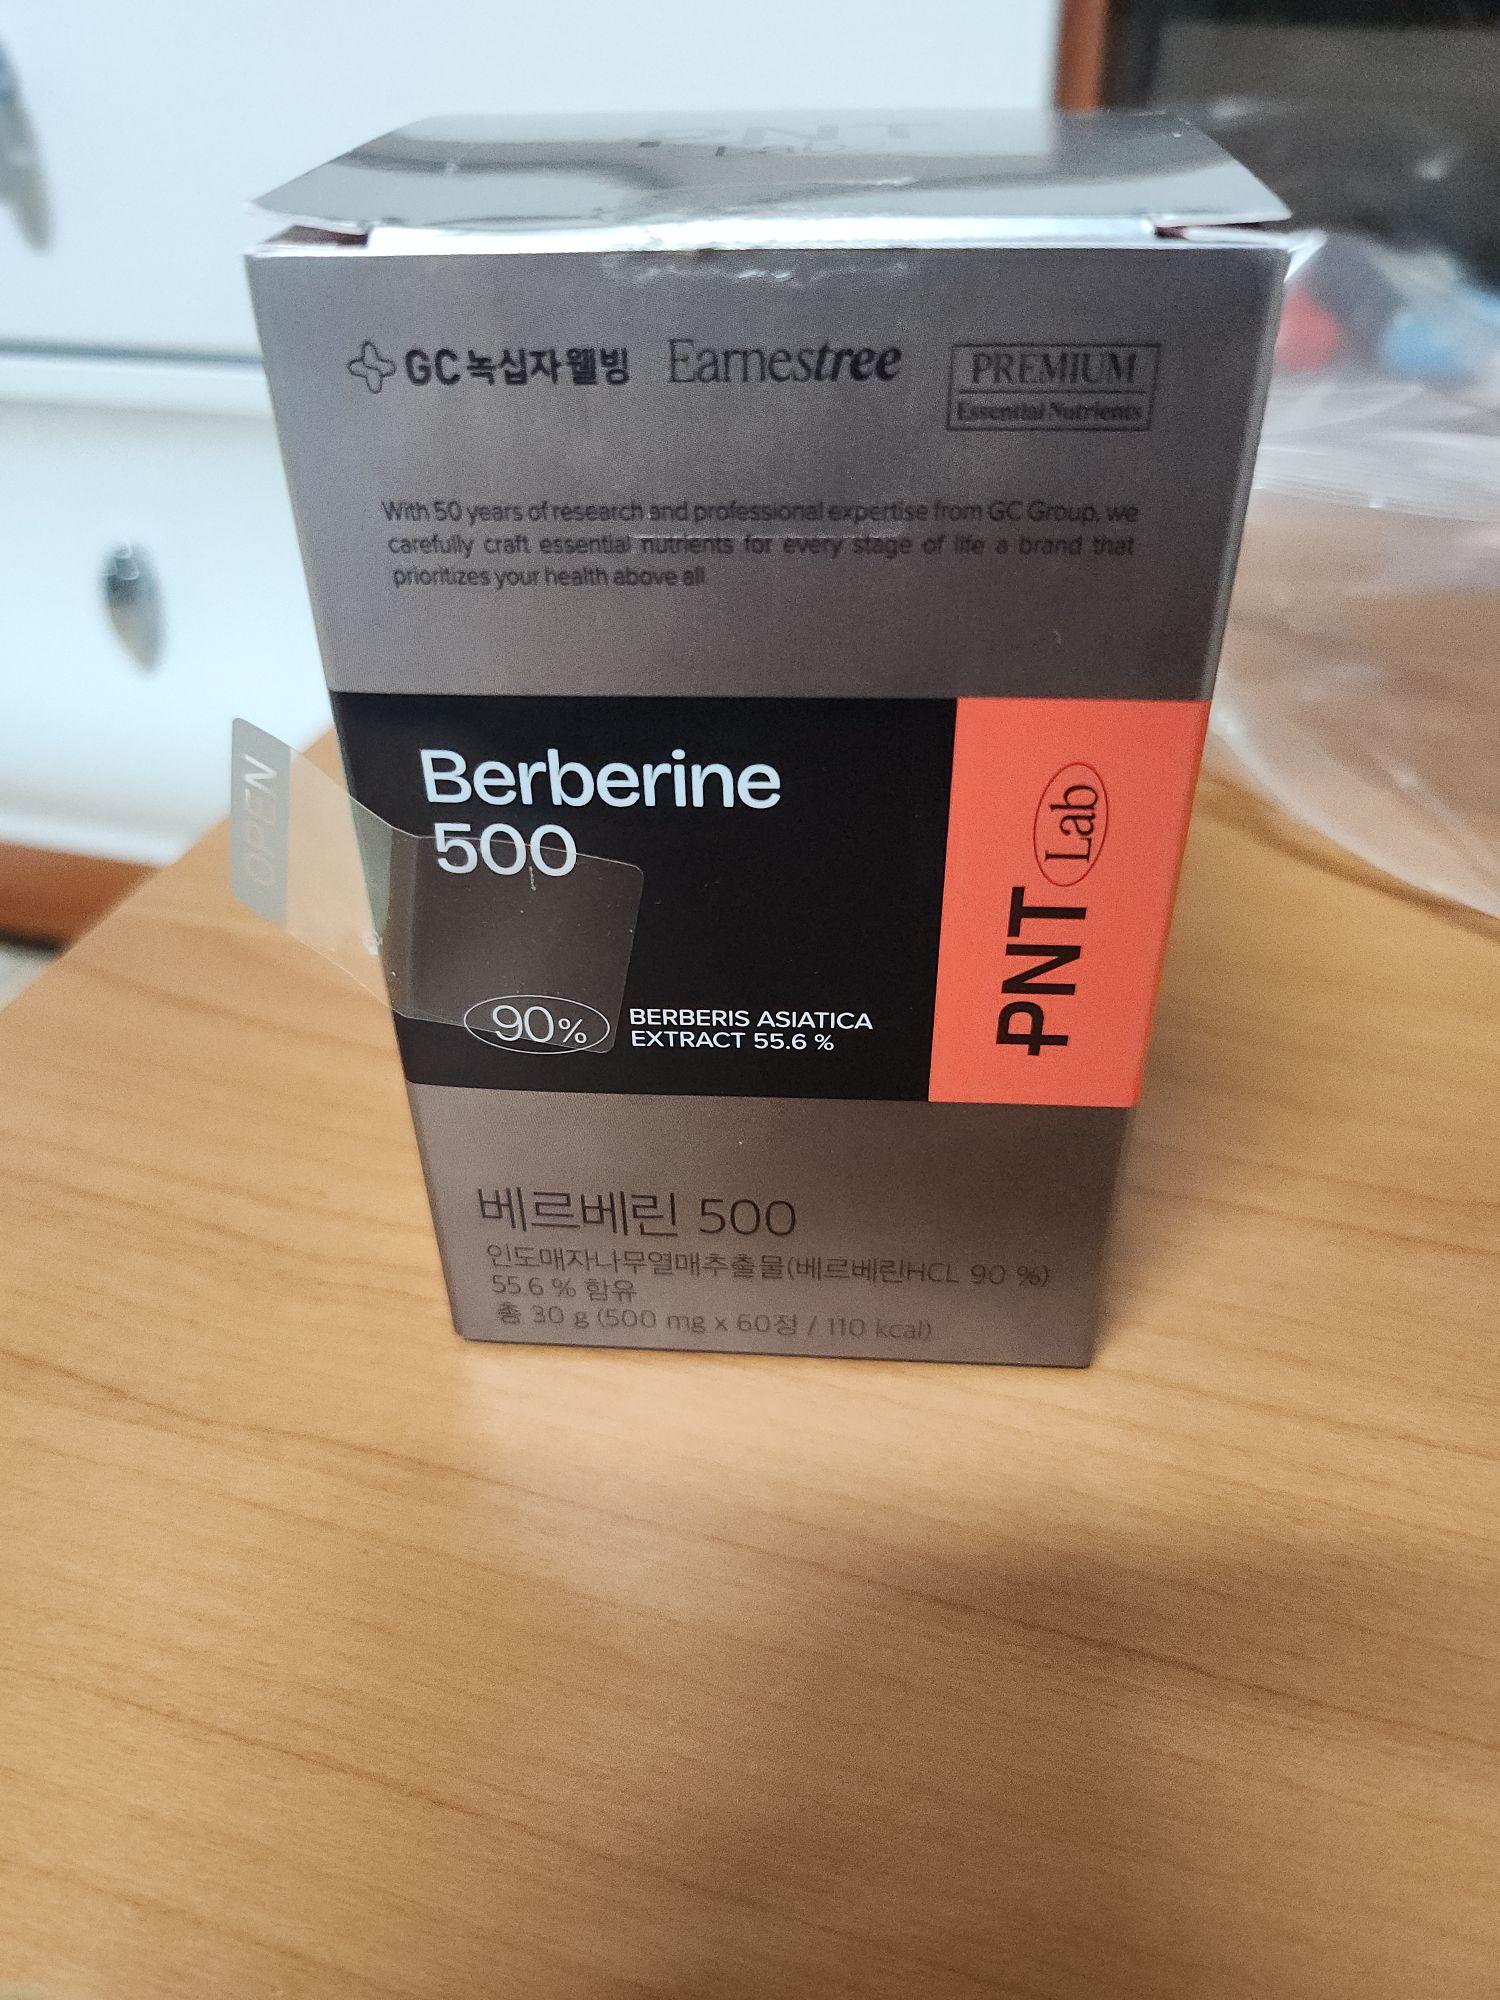 PNT
Lab
GC녹십자웰빙 Earnestree PREMIUM
Essential Nutrients
With 50 years of research and professional expertise from GC Group, we
carefully craft essential nutrients for every stage of life a brand that
prioritizes your health above all
Berberine
500
OPEN
90% BERBERIS ASIATICA
EXTRACT 55.6 %
PNT Lab
베르베린 500
인도매자나무열매추출물(베르베린HCL 90 %)
55.6 % 함유
총 30 g (500 mg x 60정 / 110 kcal)